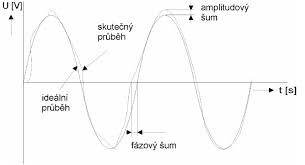 U [V]
skutečný
průběh
amplitudový
šum
t [s]
ideální
průběh
fázový šum